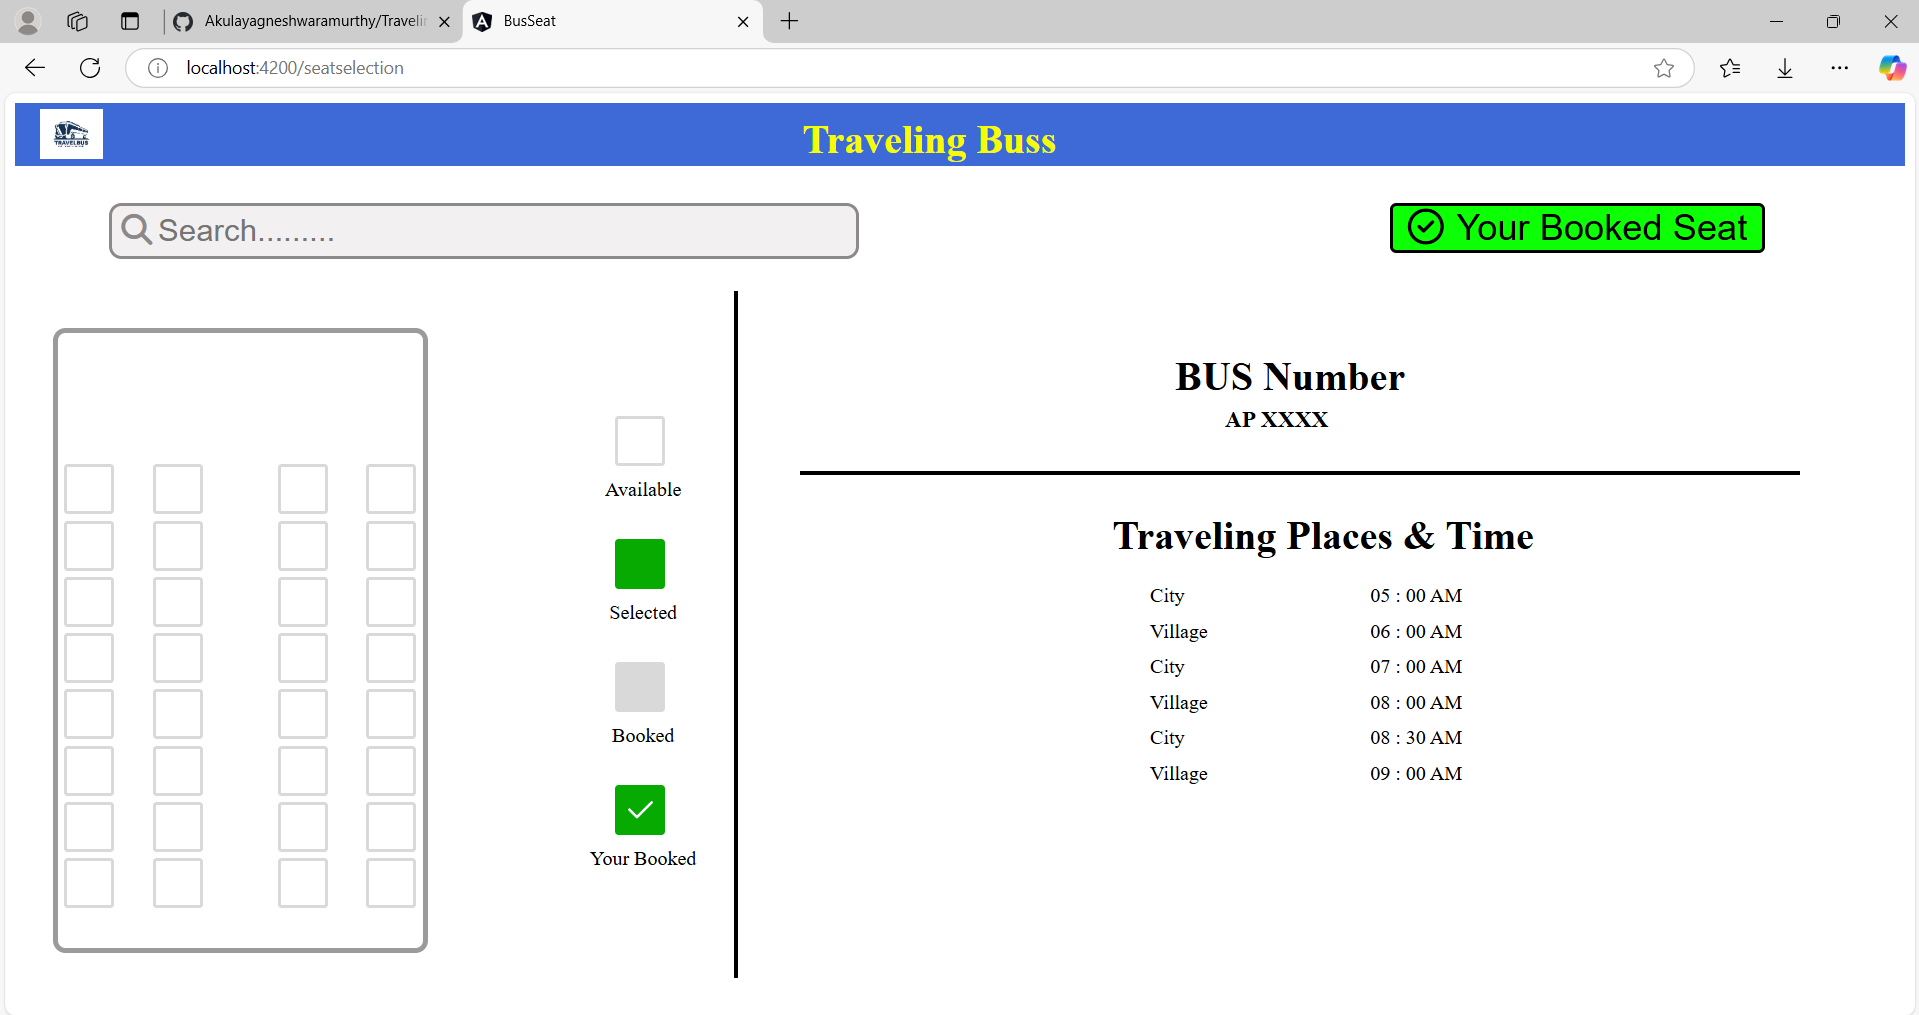 Akulayagneshwaramurthy/Travelin
BusSeat
localhost:4200/seatselection
TRAVELBUS
Traveling Buss
Search.........
Your Booked Seat
Available
Selected
Booked
Your Booked
BUS Number
AP XXXX
Traveling Places & Time
City 05 : 00 AM
Village 06 : 00 AM
City 07 : 00 AM
Village 08 : 00 AM
City 08 : 30 AM
Village 09 : 00 AM